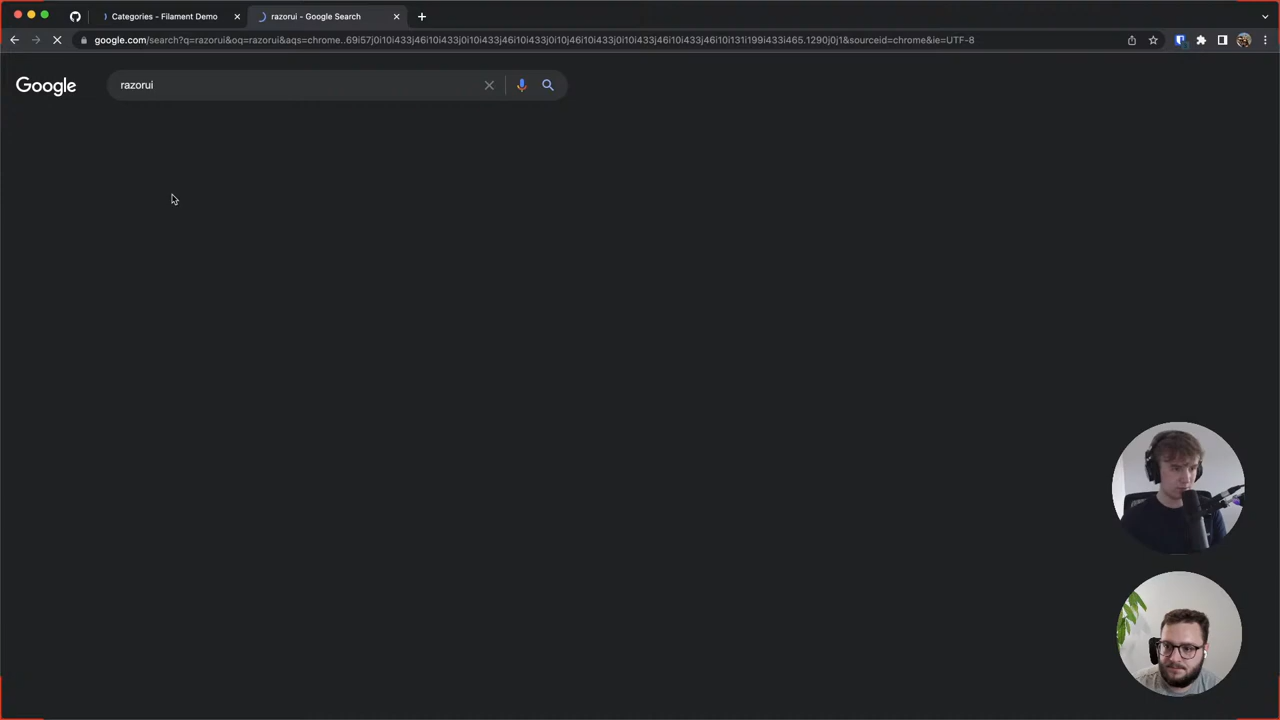 Categories - Filament Demo
razorui - Google Search
google.com/search?q=razorui&oq=razorui&aqs=chrome..69i57j0i10i433j46i10i433j0i10i433j46i10i433j0i10j46i10i433j0i10i433j46i10i433j46i10i131i199i433i465.1290j0j1&sourceid=chrome&ie=UTF-8
Google
razorui